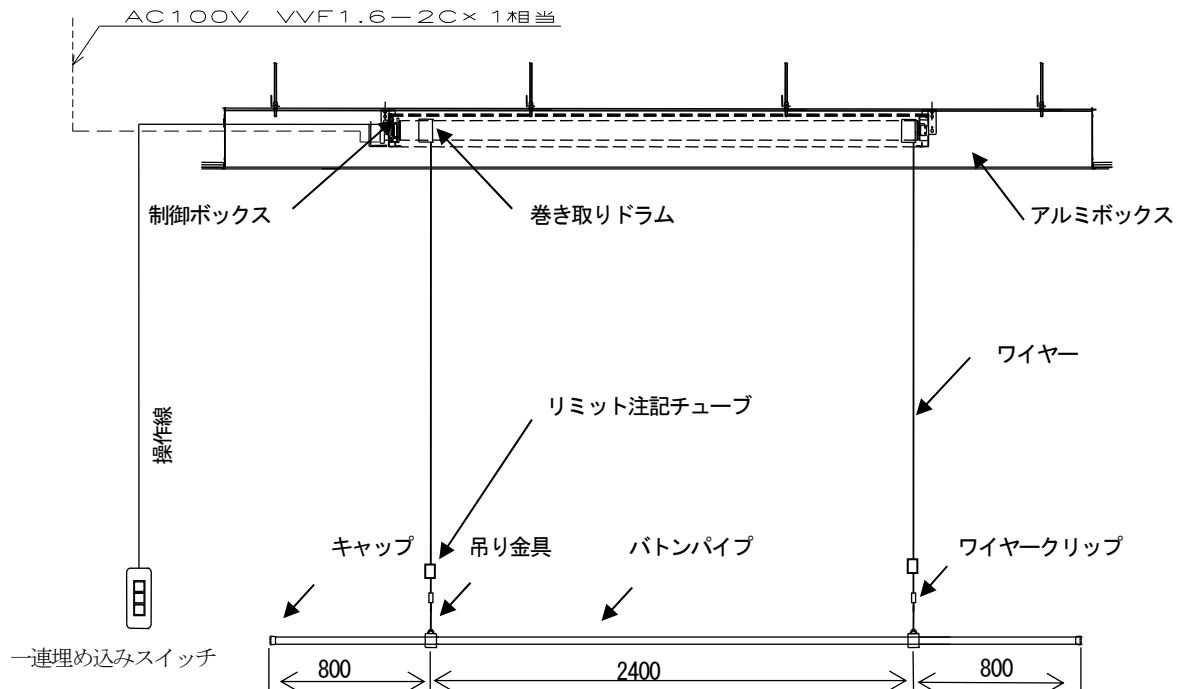 AC100V VVF1.6－2C×1相当
制御ボックス
巻き取りドラム
アルミボックス
ワイヤー
リミット注記チューブ
操作線
キャップ
吊り金具
バトンパイプ
ワイヤークリップ
一連埋め込みスイッチ
800
2400
800